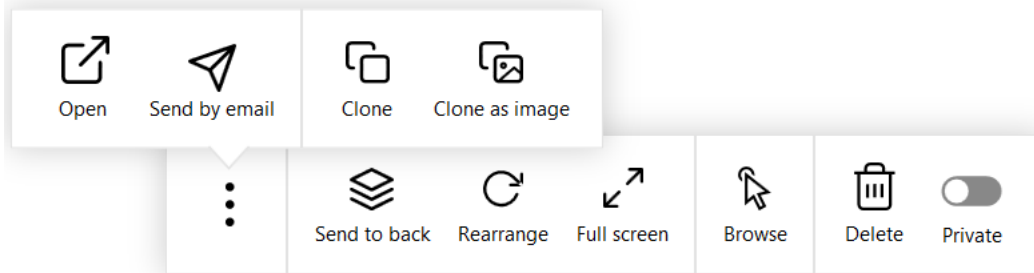 Open
Send by email
Clone
Clone as image
Send to back
Rearrange
Full screen
Browse
Delete
Private